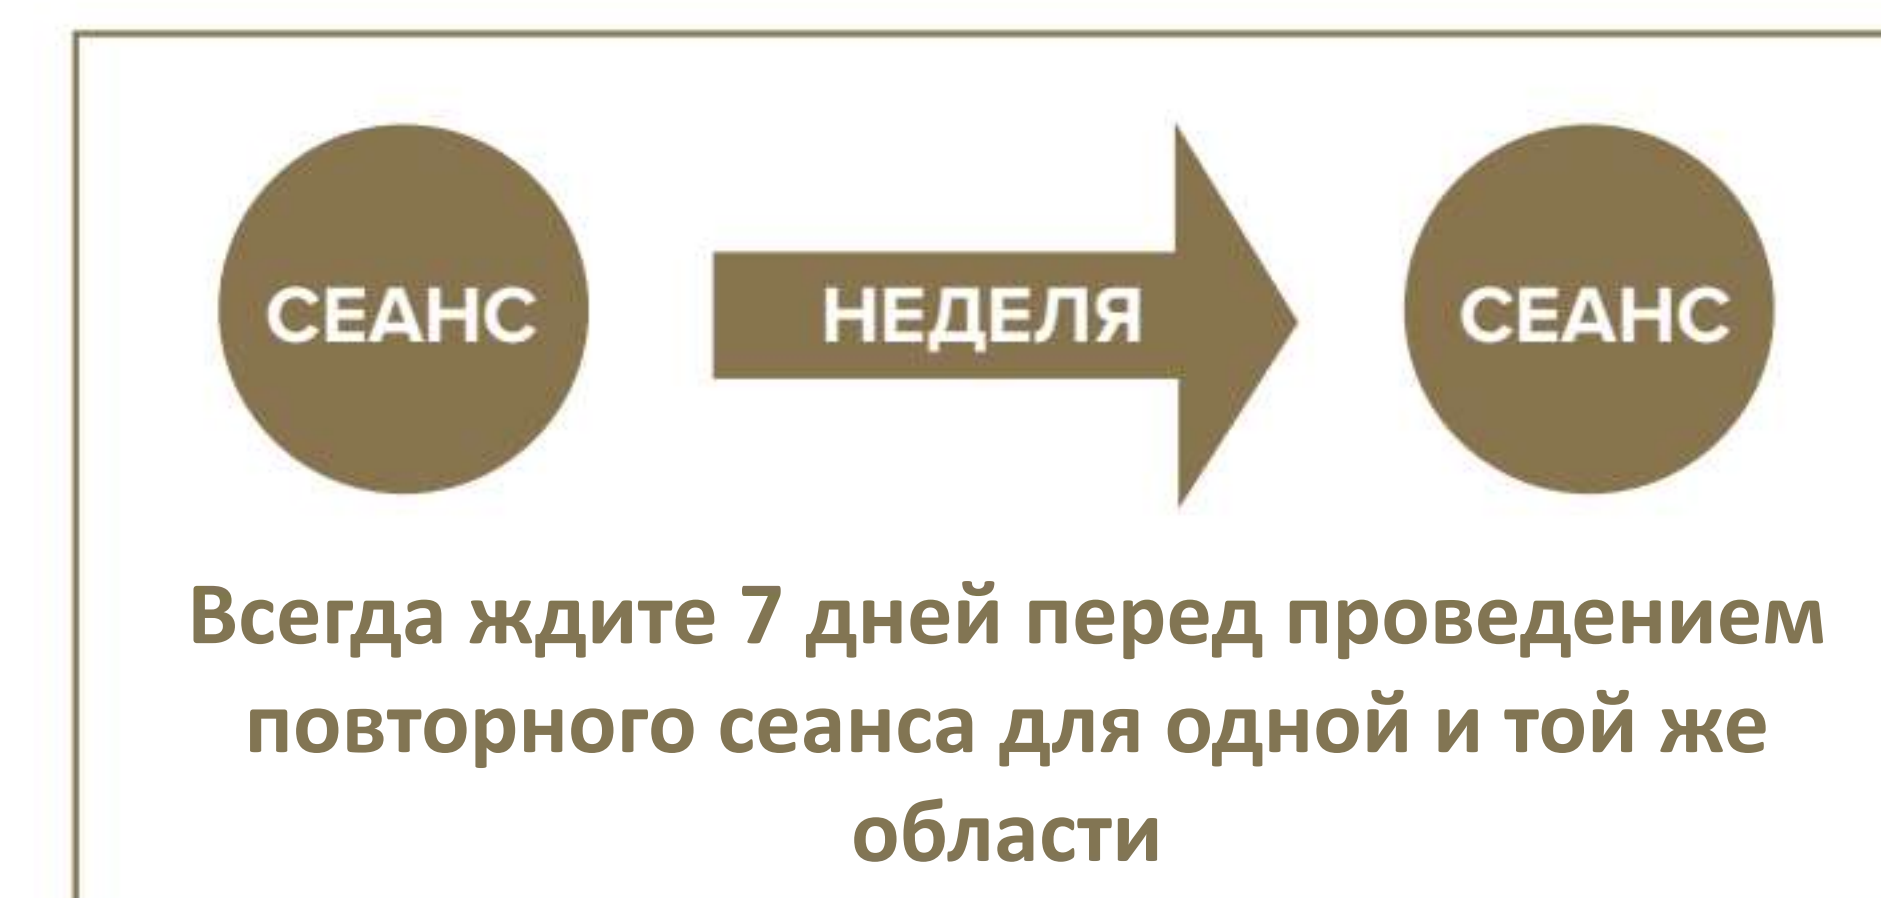 СЕАНС НЕДЕЛЯ СЕАНС
Всегда ждите 7 дней перед проведением
повторного сеанса для одной и той же
области